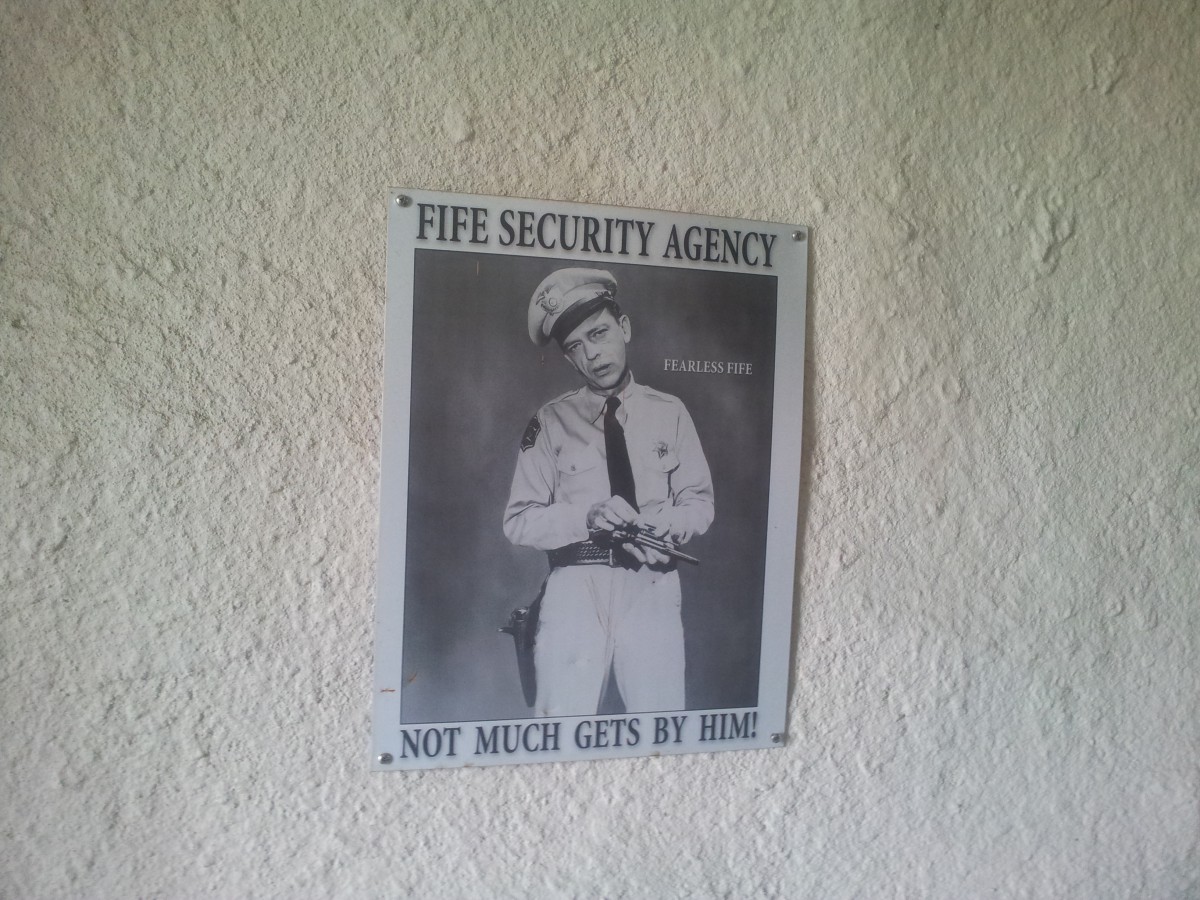 FIFE SECURITY AGENCY
FEARLESS FIFE
NOT MUCH GETS BY HIM!